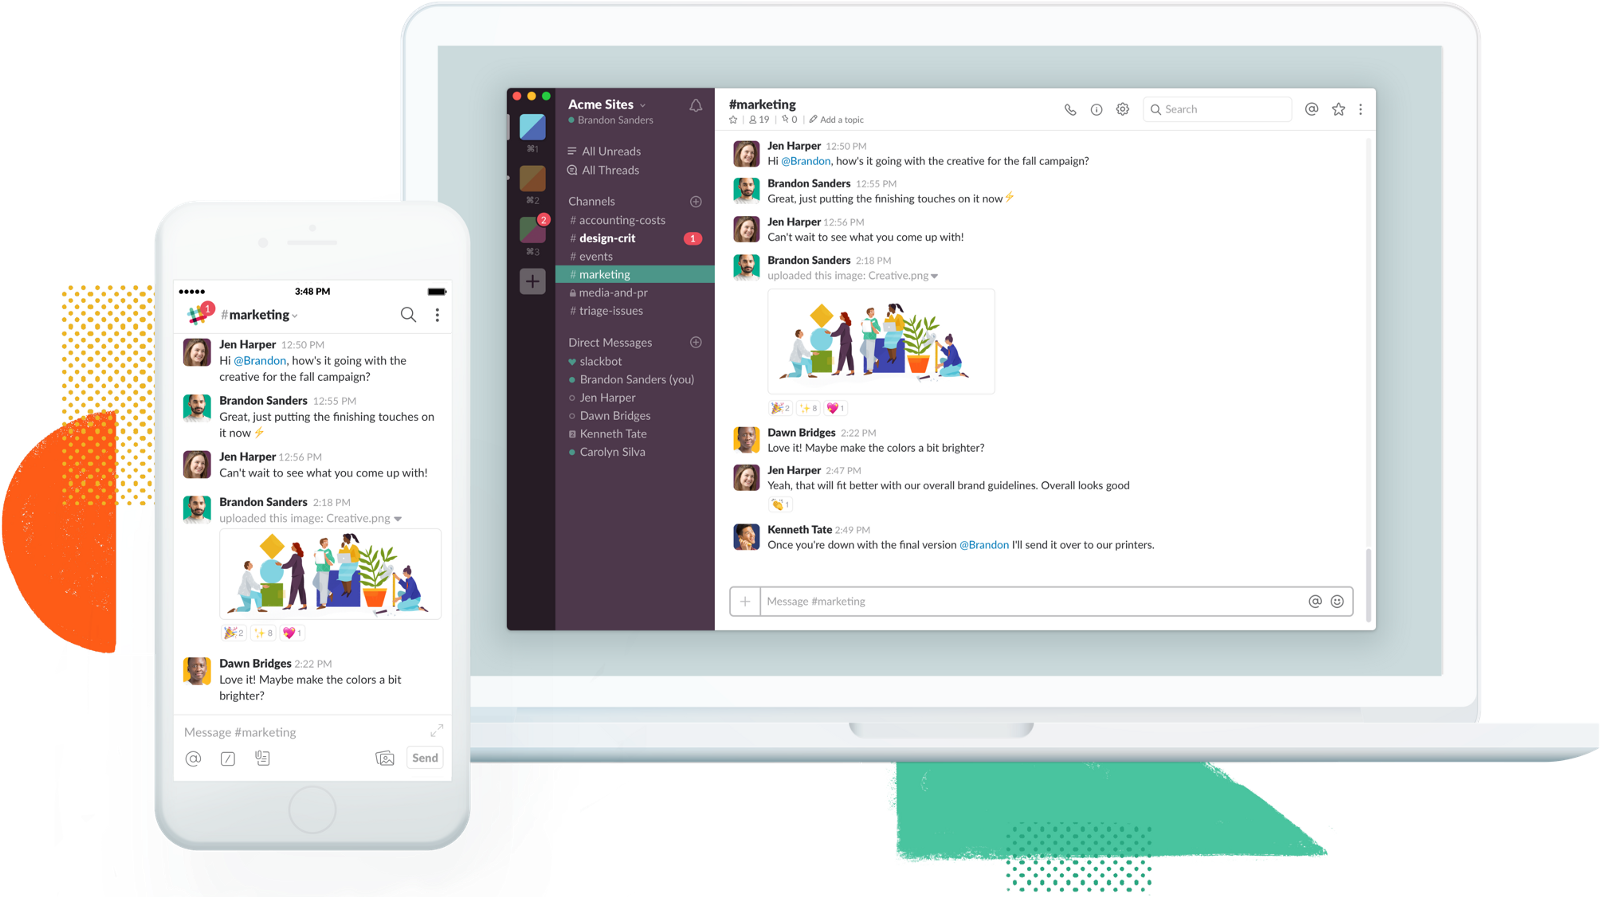 3:48 PM
1
#marketing
Jen Harper 12:50 PM
Hi @Brandon, how's it going with the
creative for the fall campaign?
Brandon Sanders 12:55 PM
Great, just putting the finishing touches on
it now⚡
Jen Harper 12:56 PM
Can't wait to see what you come up with!
Brandon Sanders 2:18 PM
uploaded this image: Creative.png
🎉2 ✨8 💖1
Dawn Bridges 2:22 PM
Love it! Maybe make the colors a bit
brighter?
Message #marketing
Send
⌘1
⌘2
2
⌘3
Acme Sites
Brandon Sanders
All Unreads
All Threads
Channels
# accounting-costs
# design-crit 1
# events
# marketing
media-and-pr
# triage-issues
Direct Messages
slackbot
Brandon Sanders (you)
Jen Harper
Dawn Bridges
Kenneth Tate
Carolyn Silva
#marketing
19 | 0 | Add a topic
Search
Jen Harper 12:50 PM
Hi @Brandon, how's it going with the creative for the fall campaign?
Brandon Sanders 12:55 PM
Great, just putting the finishing touches on it now⚡
Jen Harper 12:56 PM
Can't wait to see what you come up with!
Brandon Sanders 2:18 PM
uploaded this image: Creative.png
🎉2 ✨8 💖1
Dawn Bridges 2:22 PM
Love it! Maybe make the colors a bit brighter?
Jen Harper 2:47 PM
Yeah, that will fit better with our overall brand guidelines. Overall looks good
👏1
Kenneth Tate 2:49 PM
Once you're down with the final version @Brandon I'll send it over to our printers.
Message #marketing